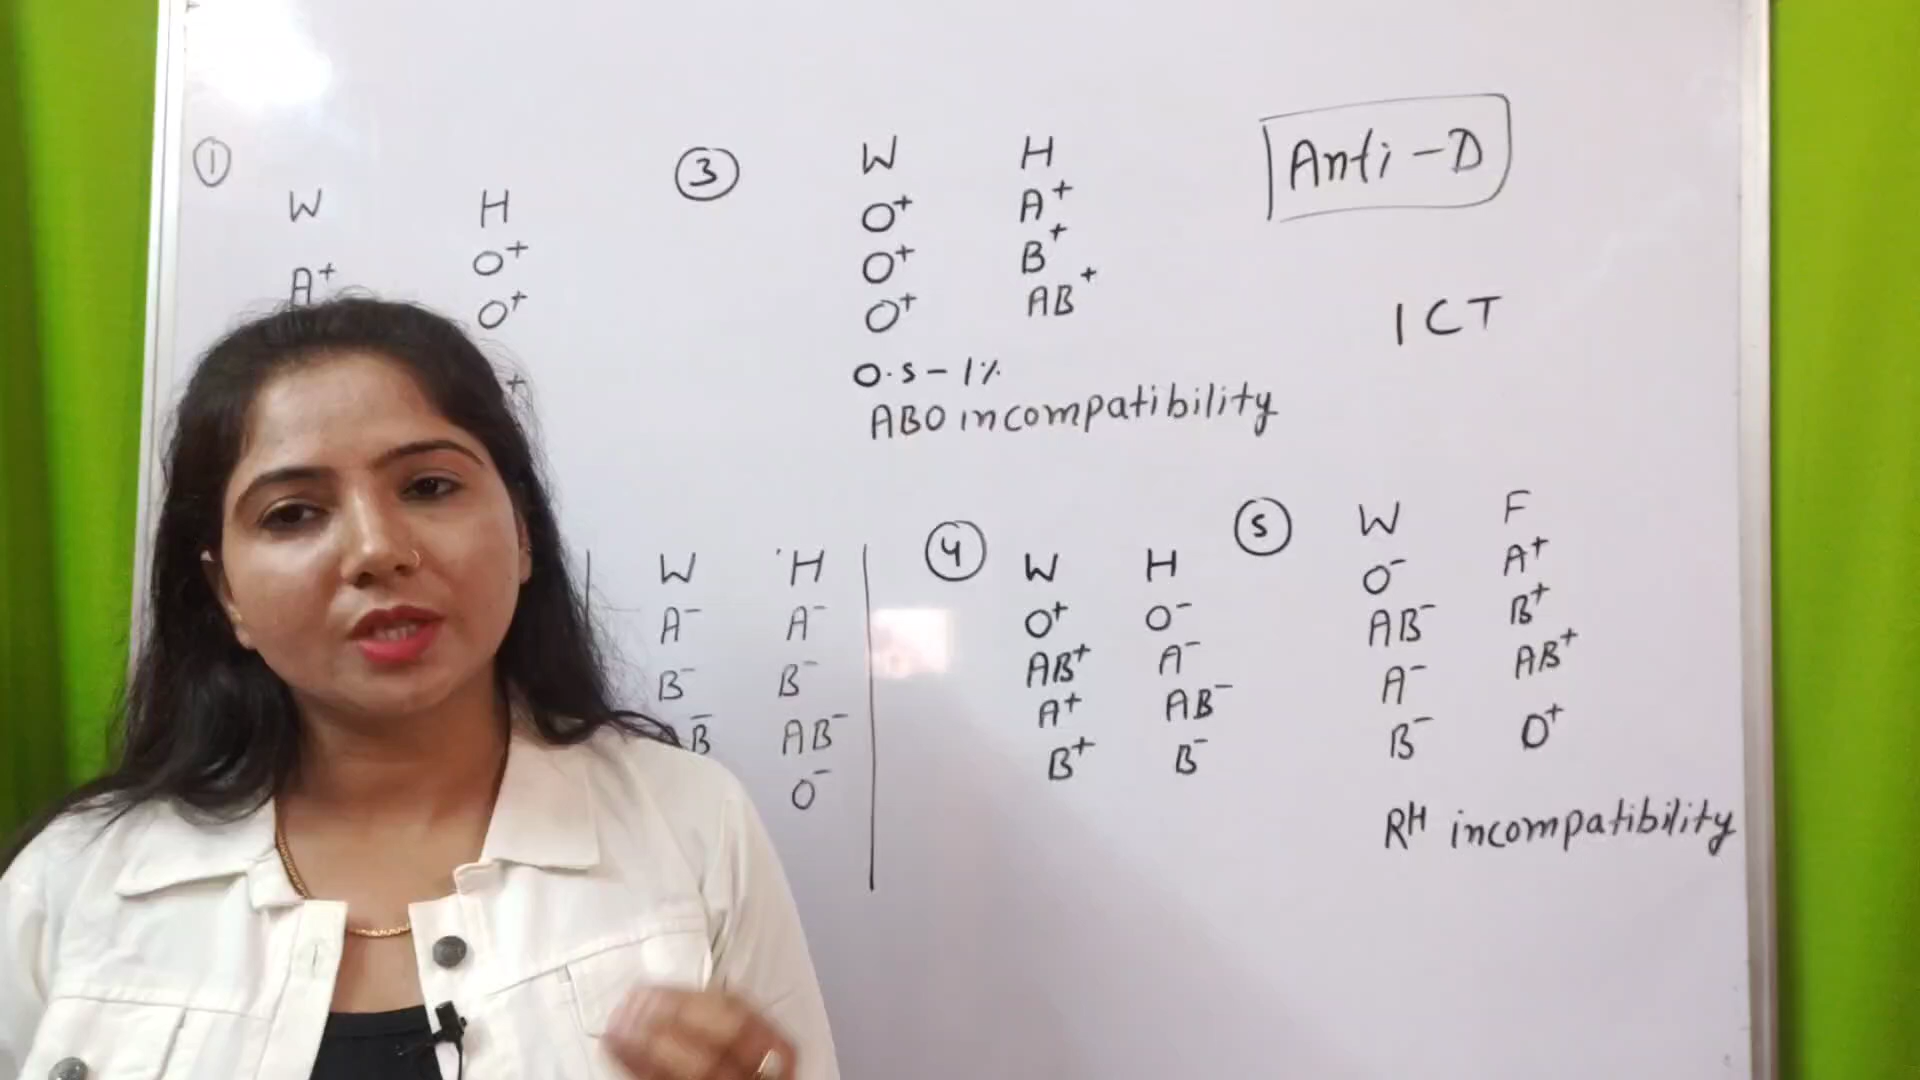 ①
W H
A+ O+
O+
+
③
W H
O+ A+
O+ B+
O+ AB+
0.5-1%
ABO incompatibility
Anti-D
ICT
W H
A- A-
B- B-
AB-
O-
④
W H
O+ O-
AB+ A-
A+ AB-
B+ B-
⑤
W F
O- A+
AB- B+
A- AB+
B- O+
RH incompatibility